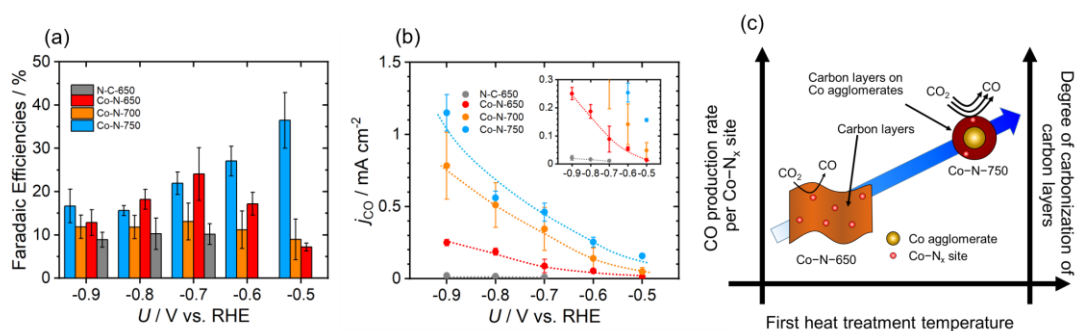 (a)
Faradaic Efficiencies / %
50
40
30
20
10
0
N-C-650
Co-N-650
Co-N-700
Co-N-750
-0.9 -0.8 -0.7 -0.6 -0.5
U / V vs. RHE
(b)
jCO / mA cm-2
1.5
1
0.5
0
N-C-650
Co-N-650
Co-N-700
Co-N-750
0.3
0.2
0.1
0
-0.9 -0.8 -0.7 -0.6 -0.5
-0.9 -0.8 -0.7 -0.6 -0.5
U / V vs. RHE
(c)
CO production rate
per Co−Nx site
Carbon layers on
Co agglomerates
CO2
CO
Carbon layers
Co−N−750
CO2
CO
Co−N−650
Co agglomerate
Co−Nx site
Degree of carbonization of
carbon layers
First heat treatment temperature